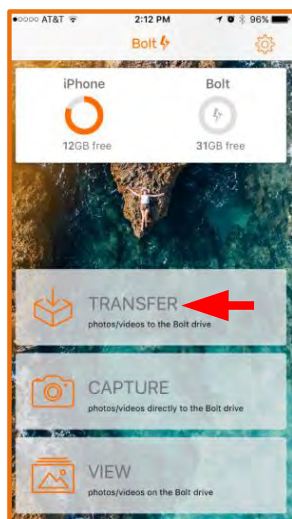 AT&T 2:12 PM 96%
Bolt
iPhone Bolt
12GB free 31GB free
TRANSFER
photos/videos to the Bolt drive
CAPTURE
photos/videos directly to the Bolt drive
VIEW
photos/videos on the Bolt drive